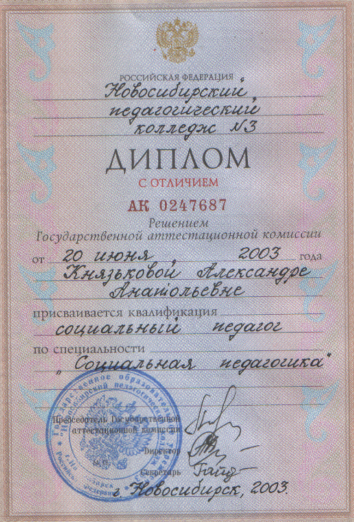 РОССИЙСКАЯ ФЕДЕРАЦИЯ
Новосибирский
педагогический
колледж №3
ДИПЛОМ
С ОТЛИЧИЕМ
АК 0247687
Решением
Государственной аттестационной комиссии
от 20 июня 2003 года
Князьковой Александре
Анатольевне
присваивается квалификация
социальный педагог
по специальности
"Социальная педагогика"
Председатель Государственной
аттестационной комиссии
Директор
Секретарь
г. Новосибирск, 2003.